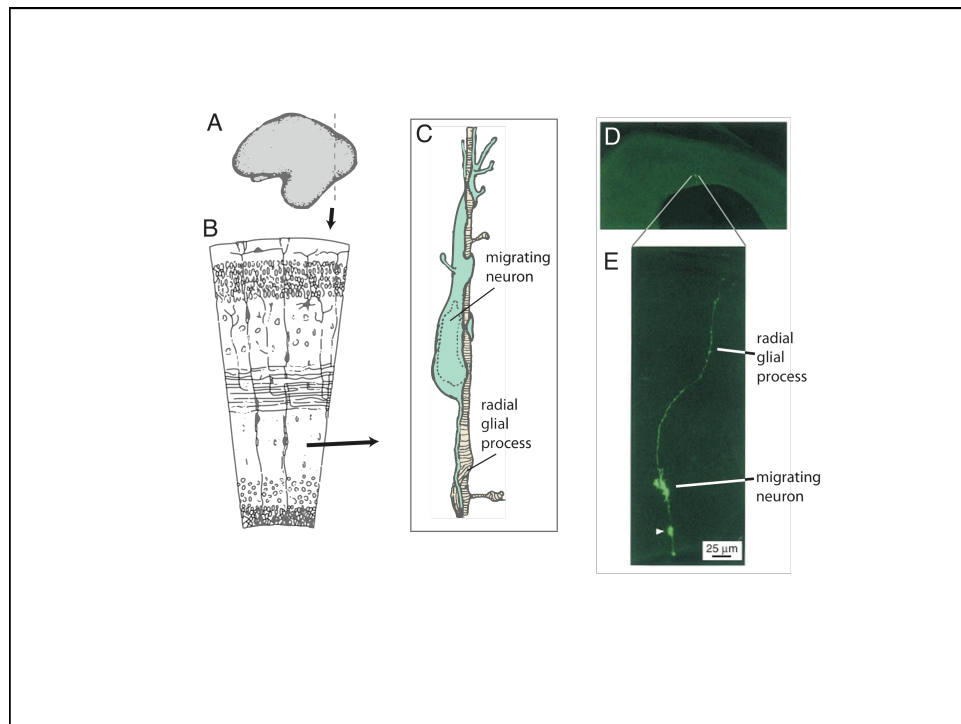 A
B
C
migrating
neuron
radial
glial
process
D
E
radial
glial
process
migrating
neuron
25 μm